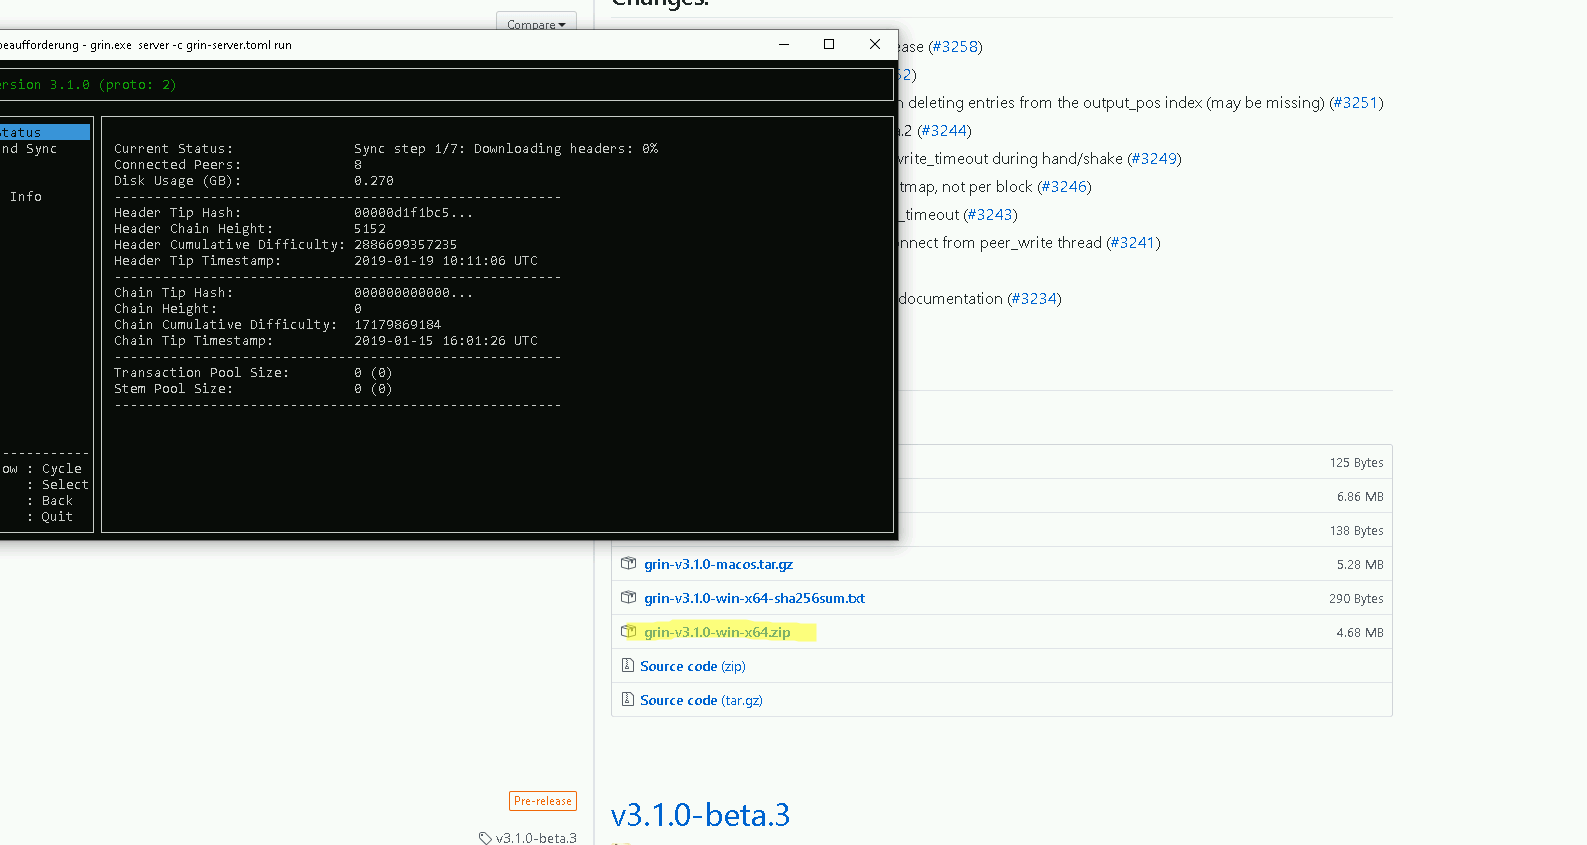 Changes:
Compare
beaufforderung - grin.exe  server -c grin-server.toml run
ersion 3.1.0 (proto: 2)
tatus
nd Sync
Info
ow : Cycle
: Select
: Back
: Quit
Current Status: Sync step 1/7: Downloading headers: 0%
Connected Peers: 8
Disk Usage (GB): 0.270
--------------------------------------------------------
Header Tip Hash: 00000d1f1bc5...
Header Chain Height: 5152
Header Cumulative Difficulty: 2886699357235
Header Tip Timestamp: 2019-01-19 10:11:06 UTC
--------------------------------------------------------
Chain Tip Hash: 000000000000...
Chain Height: 0
Chain Cumulative Difficulty: 17179869184
Chain Tip Timestamp: 2019-01-15 16:01:26 UTC
--------------------------------------------------------
Transaction Pool Size: 0 (0)
Stem Pool Size: 0 (0)
--------------------------------------------------------
ease (#3258)
52)
n deleting entries from the output_pos index (may be missing) (#3251)
a.2 (#3244)
write_timeout during hand/shake (#3249)
tmap, not per block (#3246)
_timeout (#3243)
onnect from peer_write thread (#3241)
documentation (#3234)
125 Bytes
6.86 MB
138 Bytes
grin-v3.1.0-macos.tar.gz 5.28 MB
grin-v3.1.0-win-x64-sha256sum.txt 290 Bytes
grin-v3.1.0-win-x64.zip 4.68 MB
Source code (zip)
Source code (tar.gz)
Pre-release
v3.1.0-beta.3
v3.1.0-beta.3